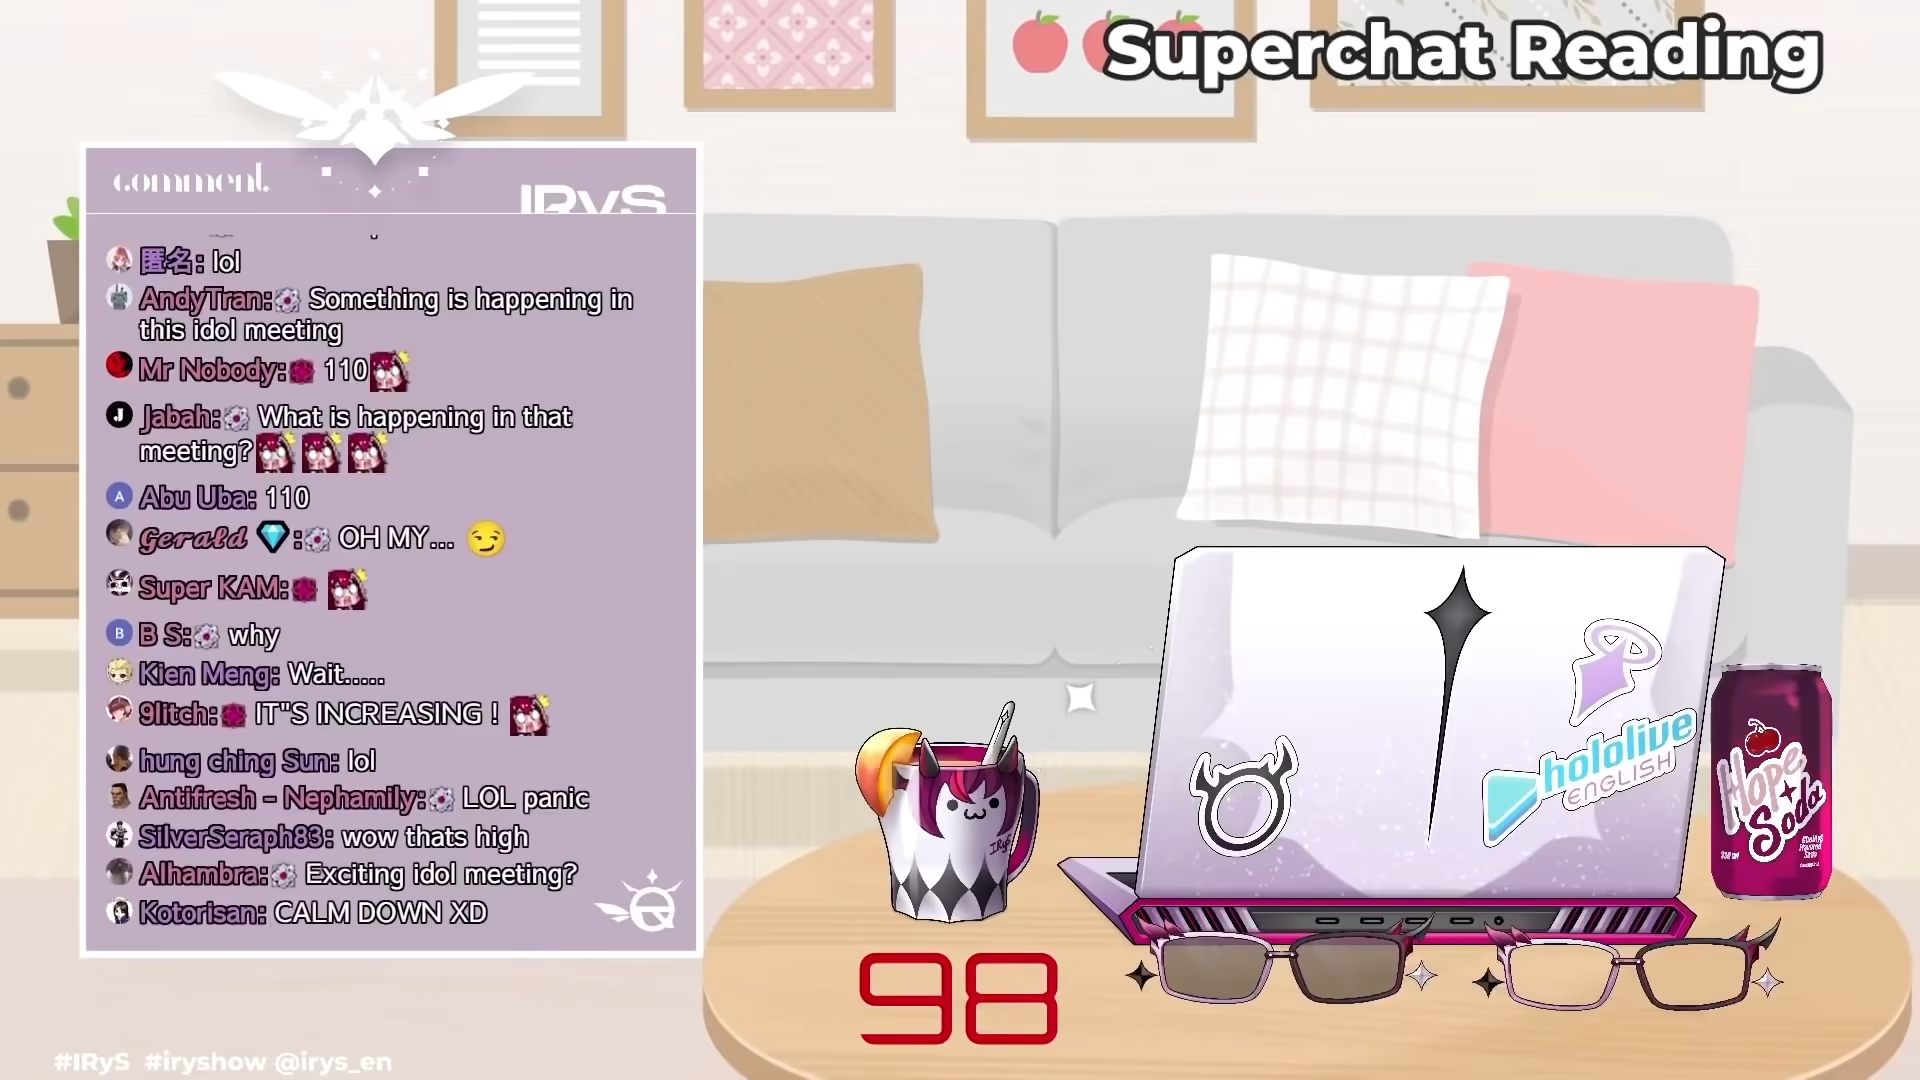 Superchat Reading
comment.
IRyS
匿名: lol
AndyTran: Something is happening in
this idol meeting
Mr Nobody: 110
Jabah: What is happening in that
meeting?
Abu Uba: 110
Gerald 💎: OH MY... 😏
Super KAM:
B S: why
Kien Meng: Wait.....
9litch: IT"S INCREASING !
hung ching Sun: lol
Antifresh - Nephamily: LOL panic
SilverSeraph83: wow thats high
Alhambra: Exciting idol meeting?
Kotorisan: CALM DOWN XD
IRyS
hololive
ENGLISH
Hope
Soda
98
#IRyS #iryshow @irys_en